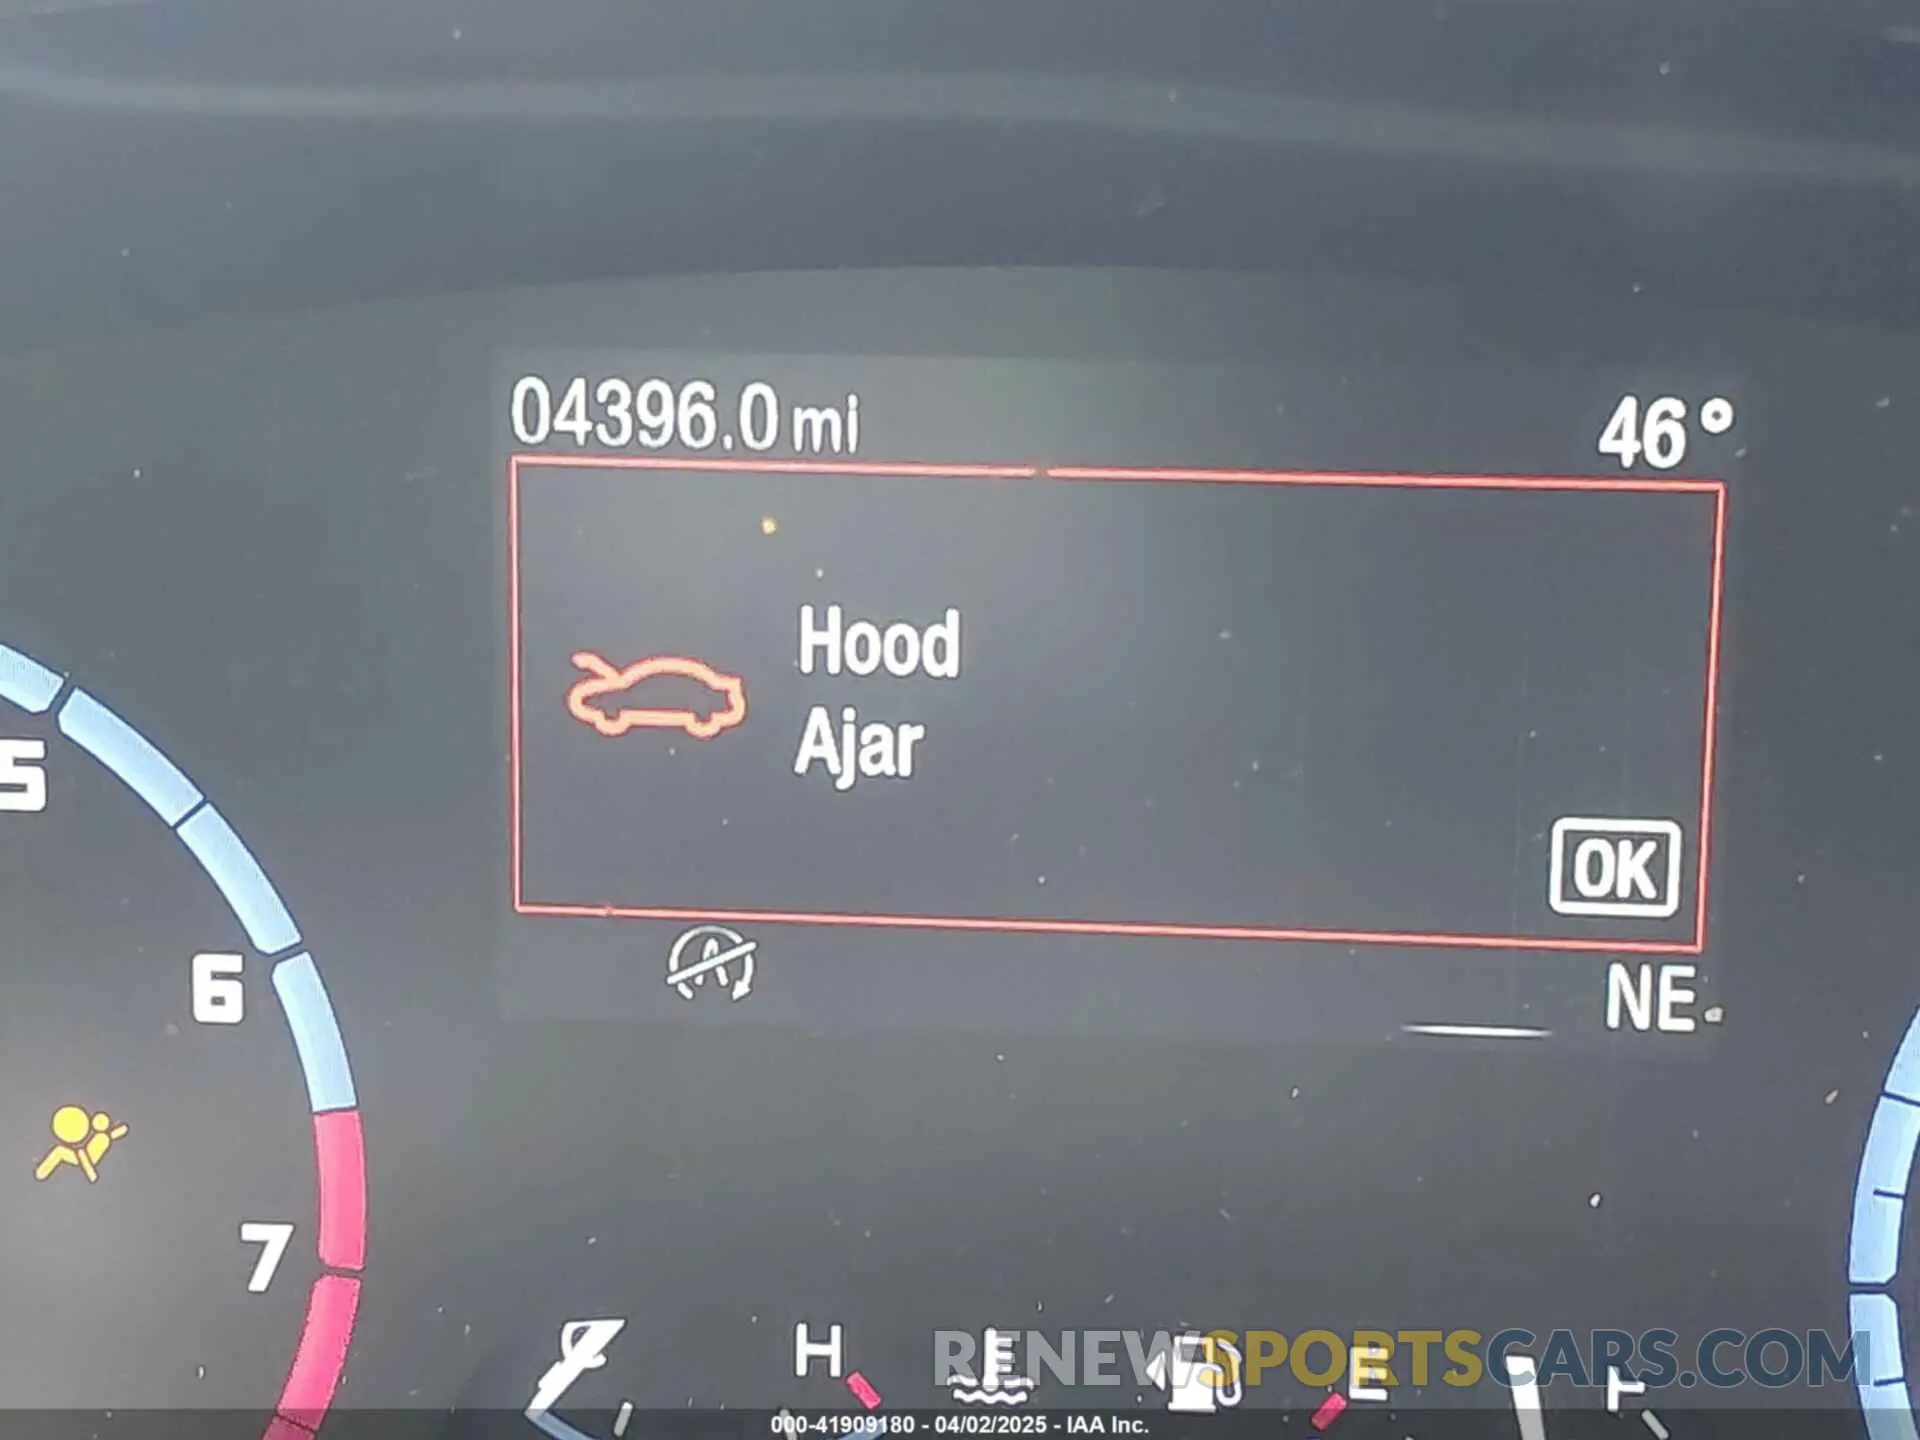 04396.0 mi
46°
Hood
Ajar
OK
NE
5
6
7
H
E
RENEWSPORTSCARS.COM
000-41909180 - 04/02/2025 - IAA Inc.